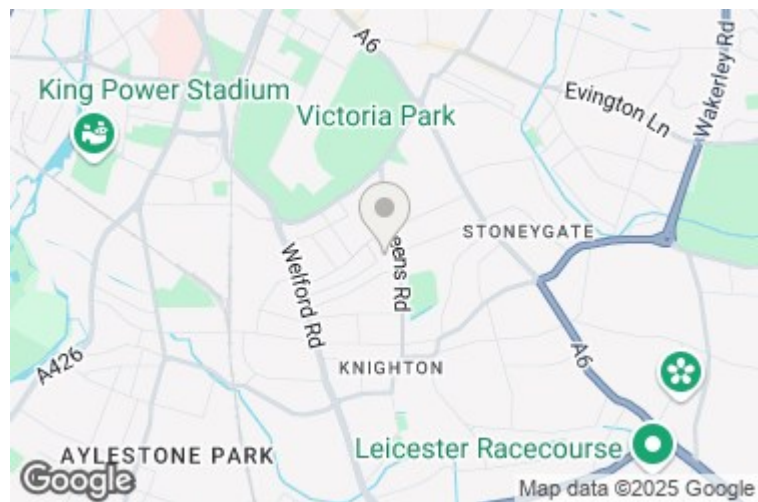 A6
King Power Stadium
Victoria Park
Evington Ln
Wakerley Rd
STONEYGATE
eens Rd
Welford Rd
A6
KNIGHTON
A426
AYLESTONE PARK
Leicester Racecourse
Google
Map data ©2025 Google